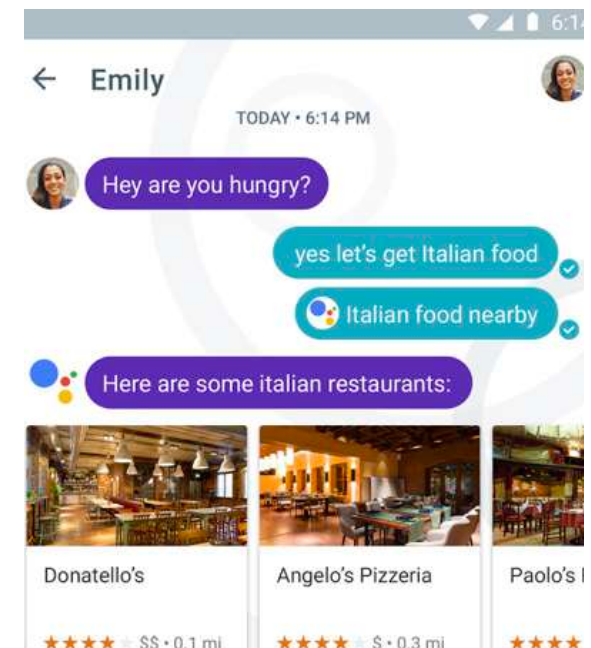 6:14
Emily
TODAY • 6:14 PM
Hey are you hungry?
yes let's get Italian food
Italian food nearby
Here are some italian restaurants:
Donatello's
Angelo's Pizzeria
Paolo's
$$ • 0.1 mi
$ • 0.3 mi